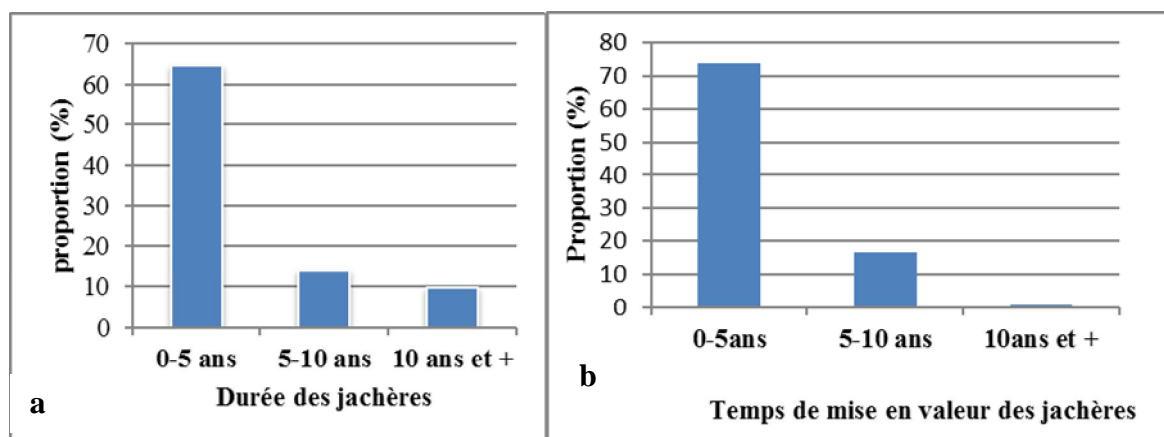 70
60
50
40
30
20
10
0
proportion (%)
0-5 ans 5-10 ans 10 ans et +
Durée des jachères
a
80
70
60
50
40
30
20
10
0
Proportion (%)
0-5ans 5-10 ans 10ans et +
b
Temps de mise en valeur des jachères